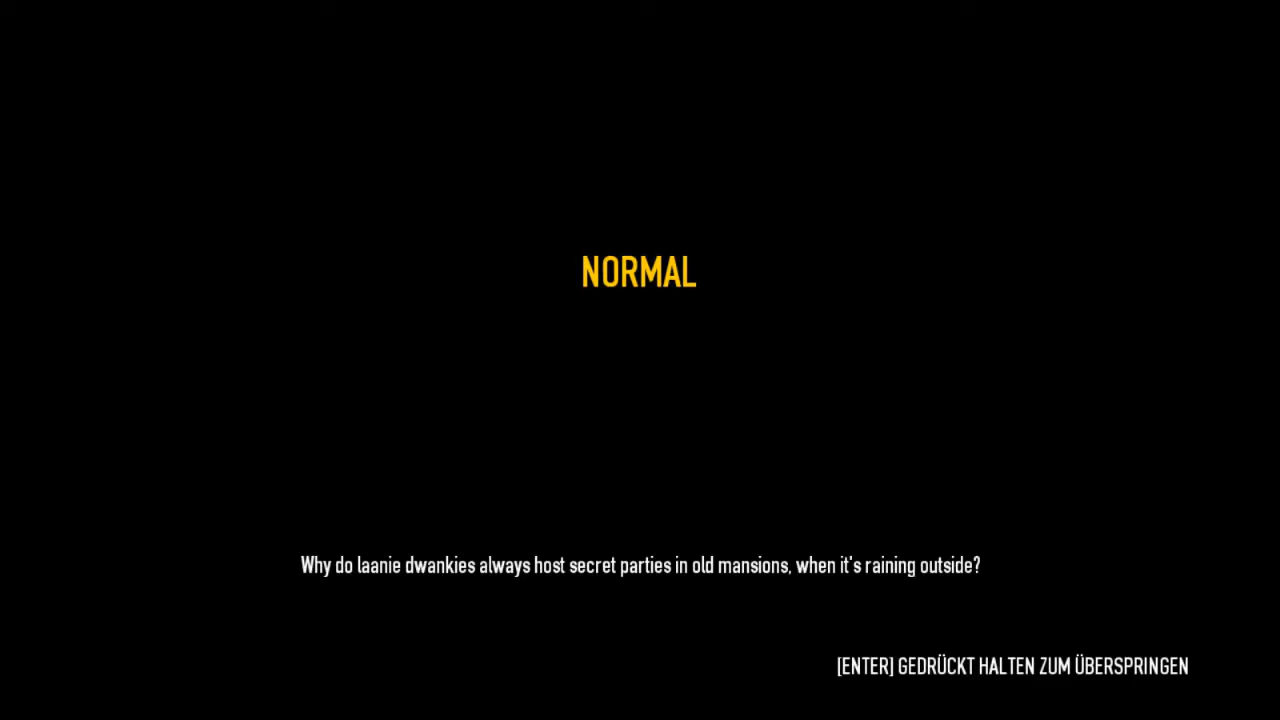 NORMAL
Why do laanie dwankies always host secret parties in old mansions, when it's raining outside?
[ENTER] GEDRÜCKT HALTEN ZUM ÜBERSPRINGEN